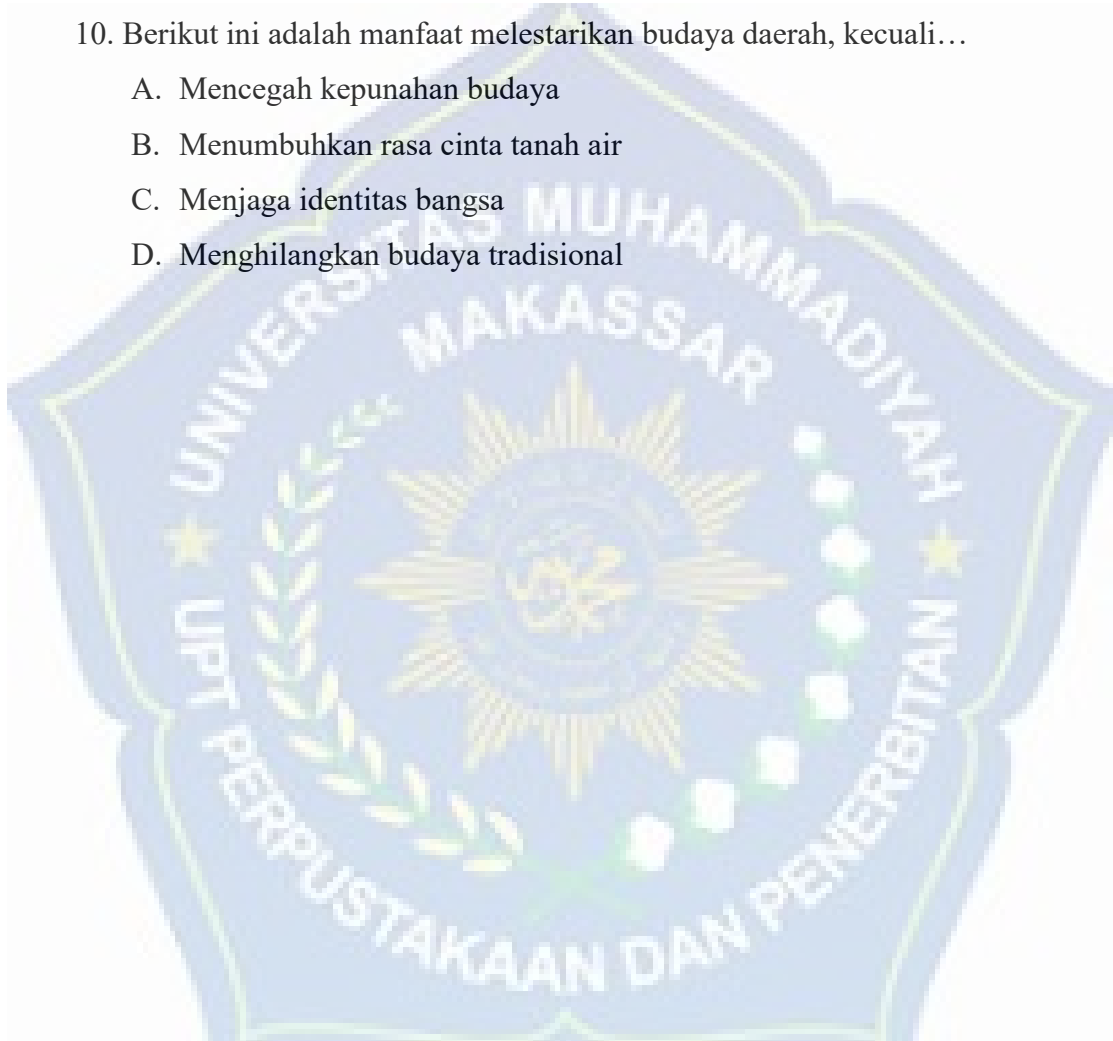 10. Berikut ini adalah manfaat melestarikan budaya daerah, kecuali…
A. Mencegah kepunahan budaya
B. Menumbuhkan rasa cinta tanah air
C. Menjaga identitas bangsa
D. Menghilangkan budaya tradisional
UNIVERSITAS MUHAMMADIYAH
MAKASSAR
UPT PERPUSTAKAAN DAN PENERBITAN